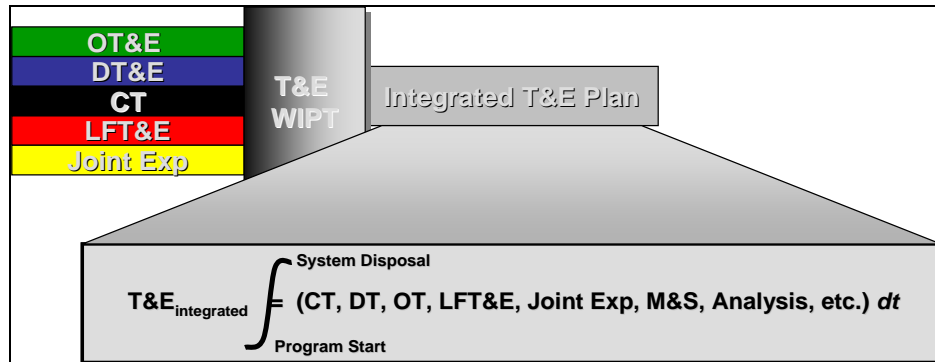 OT&E
DT&E
CT
LFT&E
Joint Exp
T&E
WIPT
Integrated T&E Plan
System Disposal
T&Eintegrated = (CT, DT, OT, LFT&E, Joint Exp, M&S, Analysis, etc.) dt
Program Start